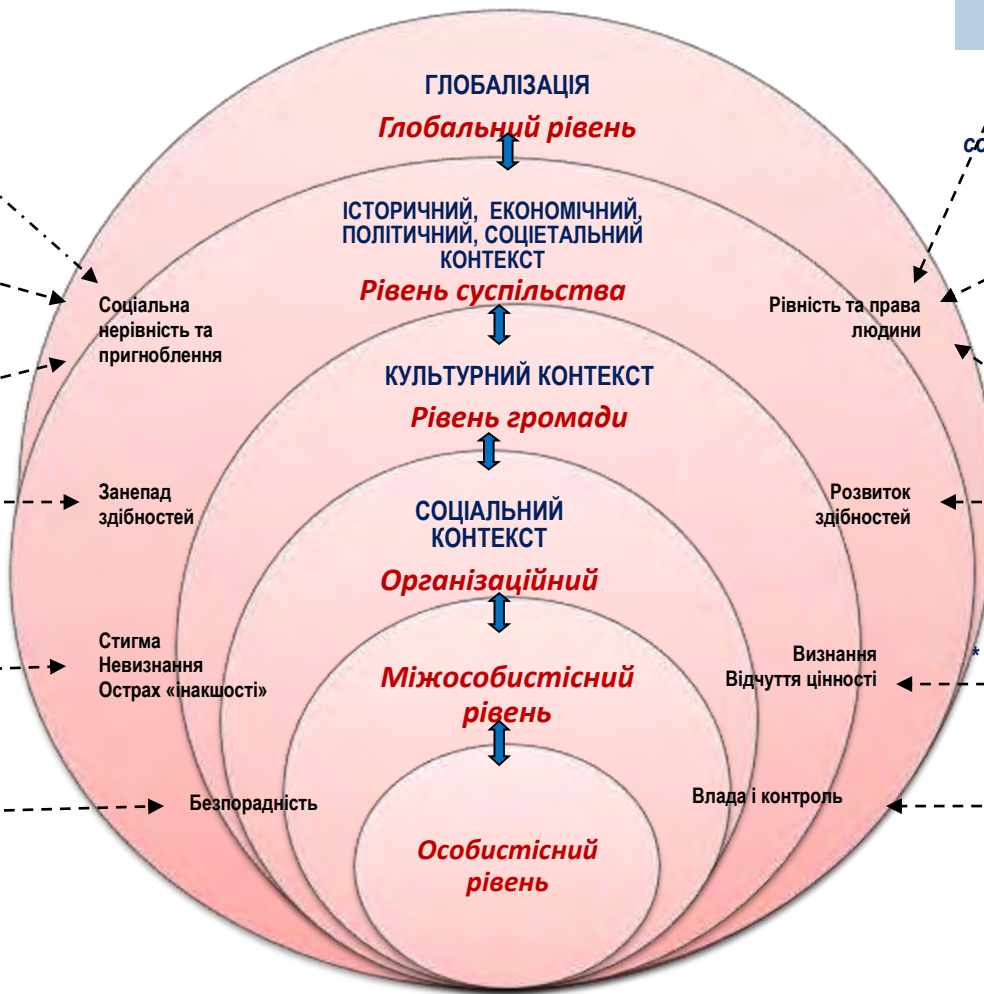 ГЛОБАЛІЗАЦІЯ
Глобальний рівень
ІСТОРИЧНИЙ, ЕКОНОМІЧНИЙ,
ПОЛІТИЧНИЙ, СОЦІЕТАЛЬНИЙ
КОНТЕКСТ
Рівень суспільства
Соціальна
нерівність та
пригноблення
Рівність та права
людини
КУЛЬТУРНИЙ КОНТЕКСТ
Рівень громади
Занепад
здібностей
Розвиток
здібностей
СОЦІАЛЬНИЙ
КОНТЕКСТ
Організаційний
Стигма
Невизнання
Острах «інакшості»
Визнання
Відчуття цінності
*
Міжособистісний
рівень
Безпорадність
Влада і контроль
Особистісний
рівень